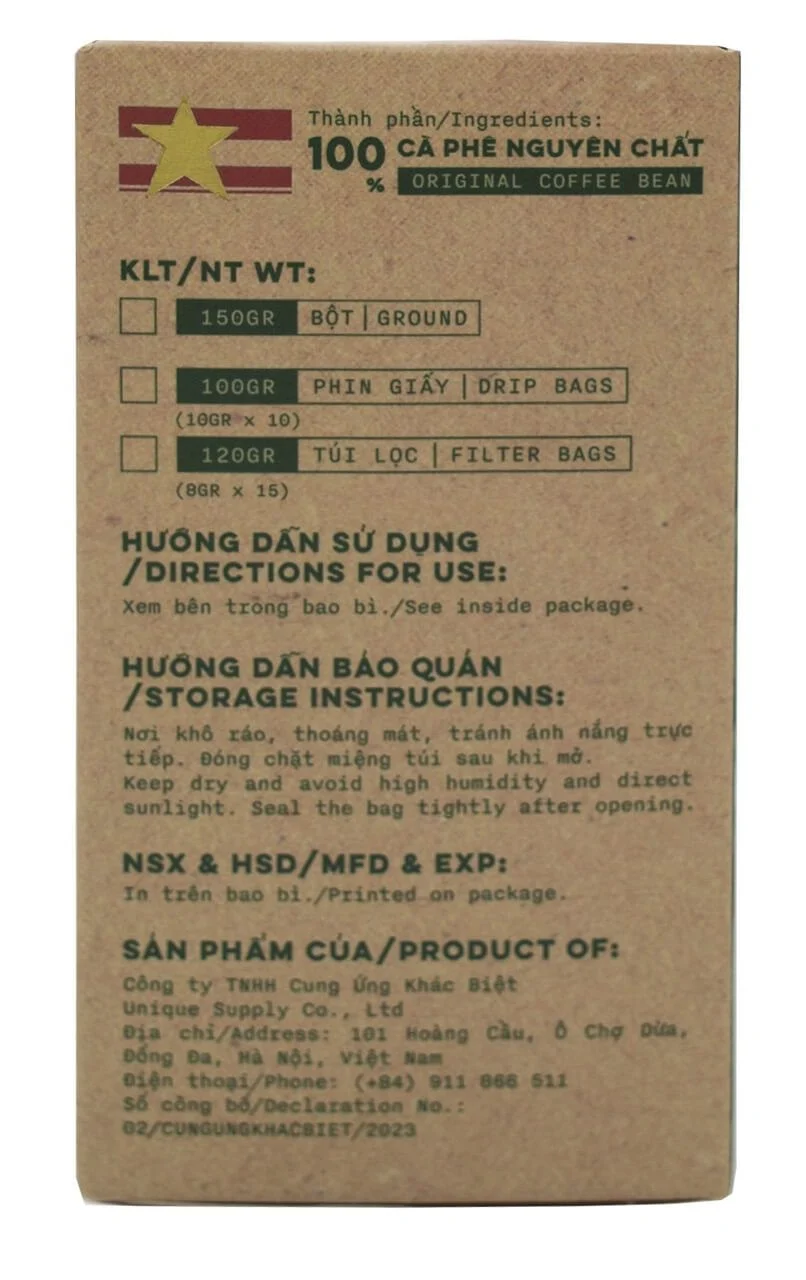 Thành phần/Ingredients:
100 % CÀ PHÊ NGUYÊN CHẤT
ORIGINAL COFFEE BEAN
KLT/NT WT:
150GR BỘT | GROUND
100GR PHIN GIẤY | DRIP BAGS
(10GR x 10)
120GR TÚI LỌC | FILTER BAGS
(8GR x 15)
HƯỚNG DẪN SỬ DỤNG
/DIRECTIONS FOR USE:
Xem bên trong bao bì./See inside package.
HƯỚNG DẪN BẢO QUẢN
/STORAGE INSTRUCTIONS:
Nơi khô ráo, thoáng mát, tránh ánh nắng trực
tiếp. Đóng chặt miệng túi sau khi mở.
Keep dry and avoid high humidity and direct
sunlight. Seal the bag tightly after opening.
NSX & HSD/MFD & EXP:
In trên bao bì./Printed on package.
SẢN PHẨM CỦA/PRODUCT OF:
Công ty TNHH Cung Ứng Khác Biệt
Unique Supply Co., Ltd
Địa chỉ/Address: 101 Hoàng Cầu, Ô Chợ Dừa,
Đống Đa, Hà Nội, Việt Nam
Điện thoại/Phone: (+84) 911 866 511
Số công bố/Declaration No.:
02/CUNGUNGKHACBIET/2023